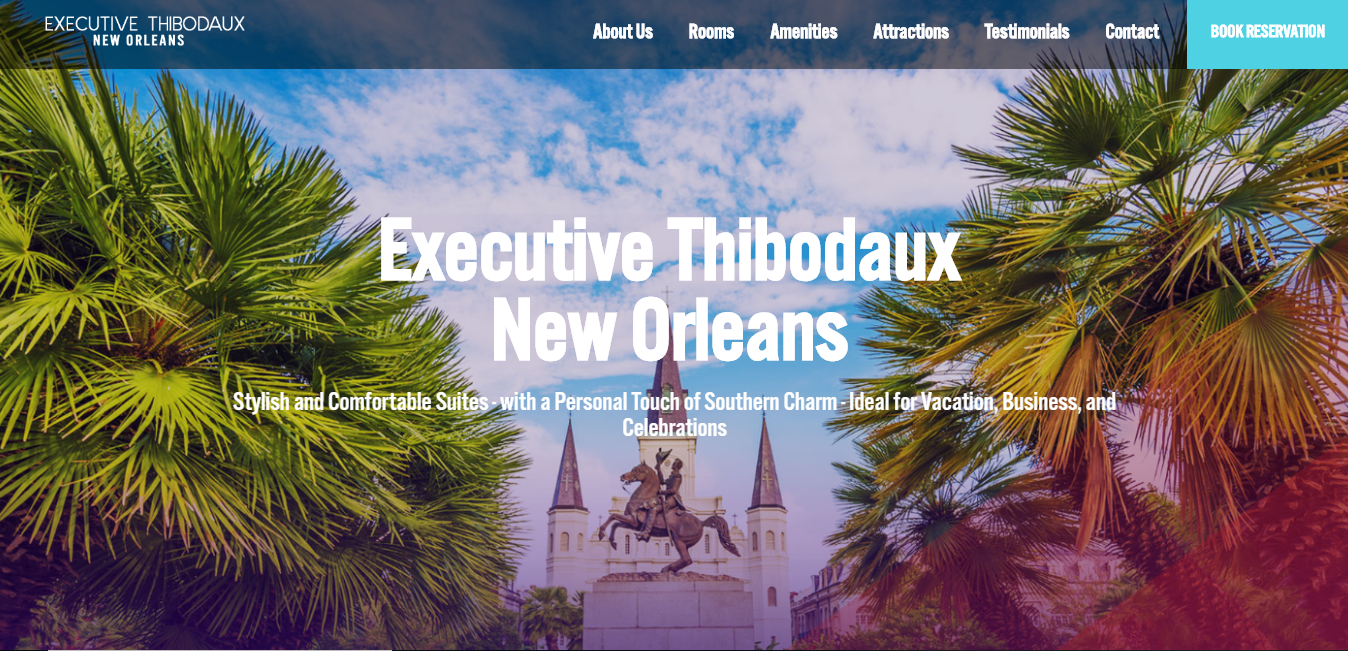 EXECUTIVE THIBODAUX
NEW ORLEANS
About Us Rooms Amenities Attractions Testimonials Contact BOOK RESERVATION
Executive Thibodaux
New Orleans
Stylish and Comfortable Suites - with a Personal Touch of Southern Charm - Ideal for Vacation, Business, and
Celebrations